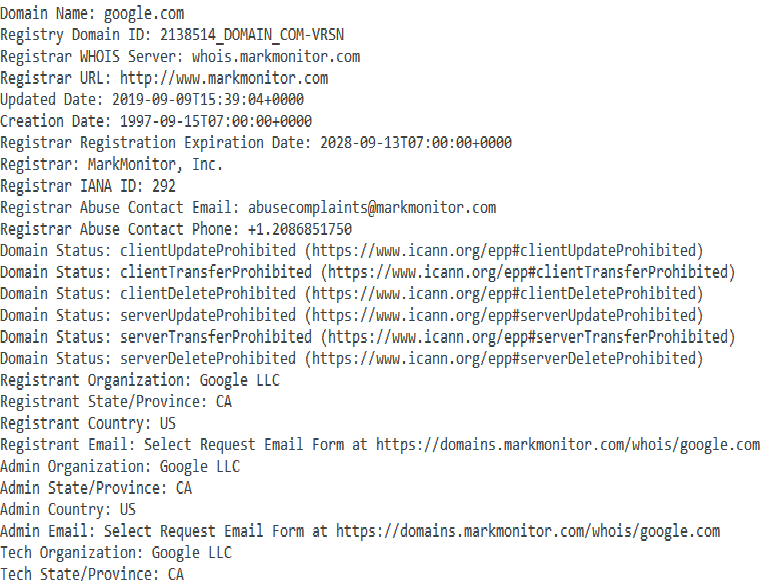 Domain Name: google.com
Registry Domain ID: 2138514_DOMAIN_COM-VRSN
Registrar WHOIS Server: whois.markmonitor.com
Registrar URL: http://www.markmonitor.com
Updated Date: 2019-09-09T15:39:04+0000
Creation Date: 1997-09-15T07:00:00+0000
Registrar Registration Expiration Date: 2028-09-13T07:00:00+0000
Registrar: MarkMonitor, Inc.
Registrar IANA ID: 292
Registrar Abuse Contact Email: abusecomplaints@markmonitor.com
Registrar Abuse Contact Phone: +1.2086851750
Domain Status: clientUpdateProhibited (https://www.icann.org/epp#clientUpdateProhibited)
Domain Status: clientTransferProhibited (https://www.icann.org/epp#clientTransferProhibited)
Domain Status: clientDeleteProhibited (https://www.icann.org/epp#clientDeleteProhibited)
Domain Status: serverUpdateProhibited (https://www.icann.org/epp#serverUpdateProhibited)
Domain Status: serverTransferProhibited (https://www.icann.org/epp#serverTransferProhibited)
Domain Status: serverDeleteProhibited (https://www.icann.org/epp#serverDeleteProhibited)
Registrant Organization: Google LLC
Registrant State/Province: CA
Registrant Country: US
Registrant Email: Select Request Email Form at https://domains.markmonitor.com/whois/google.com
Admin Organization: Google LLC
Admin State/Province: CA
Admin Country: US
Admin Email: Select Request Email Form at https://domains.markmonitor.com/whois/google.com
Tech Organization: Google LLC
Tech State/Province: CA